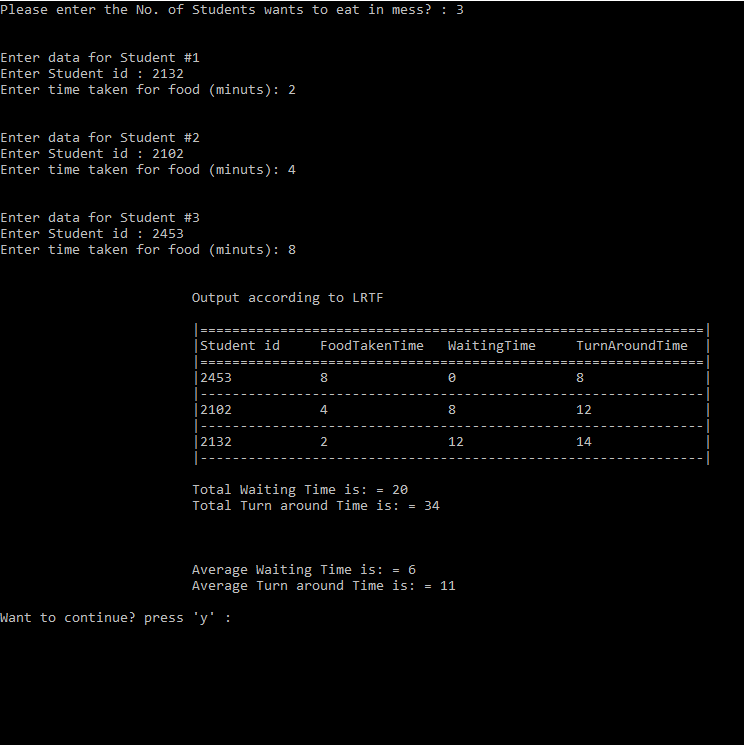 Please enter the No. of Students wants to eat in mess? : 3
Enter data for Student #1
Enter Student id : 2132
Enter time taken for food (minuts): 2
Enter data for Student #2
Enter Student id : 2102
Enter time taken for food (minuts): 4
Enter data for Student #3
Enter Student id : 2453
Enter time taken for food (minuts): 8
Output according to LRTF
|===============================================================|
|Student id     FoodTakenTime   WaitingTime     TurnAroundTime  |
|===============================================================|
|2453           8               0               8               |
|---------------------------------------------------------------|
|2102           4               8               12              |
|---------------------------------------------------------------|
|2132           2               12              14              |
|---------------------------------------------------------------|
Total Waiting Time is: = 20
Total Turn around Time is: = 34
Average Waiting Time is: = 6
Average Turn around Time is: = 11
Want to continue? press 'y' :